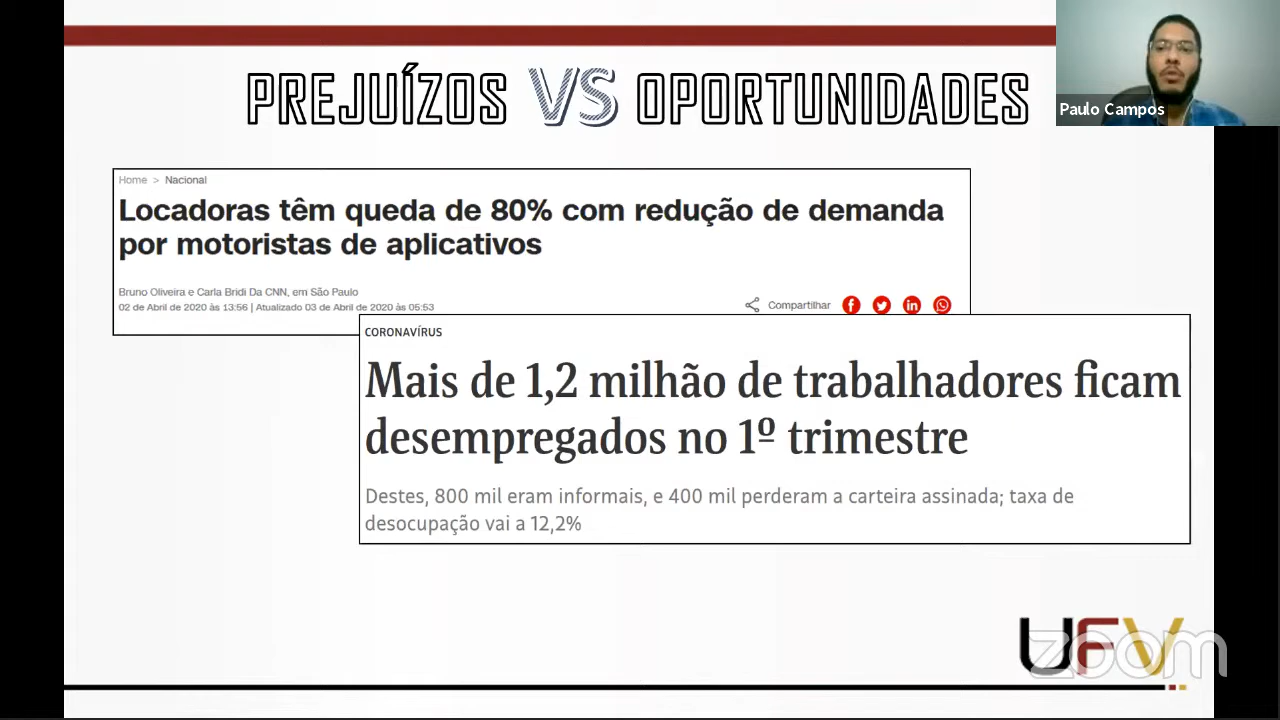 PREJUÍZOS VS OPORTUNIDADES
Paulo Campos
Home > Nacional
Locadoras têm queda de 80% com redução de demanda
por motoristas de aplicativos
Bruno Oliveira e Carla Bridi Da CNN, em São Paulo
02 de Abril de 2020 às 13:56 | Atualizado 03 de Abril de 2020 às 05:53
Compartilhar
CORONAVÍRUS
Mais de 1,2 milhão de trabalhadores ficam
desempregados no 1º trimestre
Destes, 800 mil eram informais, e 400 mil perderam a carteira assinada; taxa de
desocupação vai a 12,2%
UFV
zoom